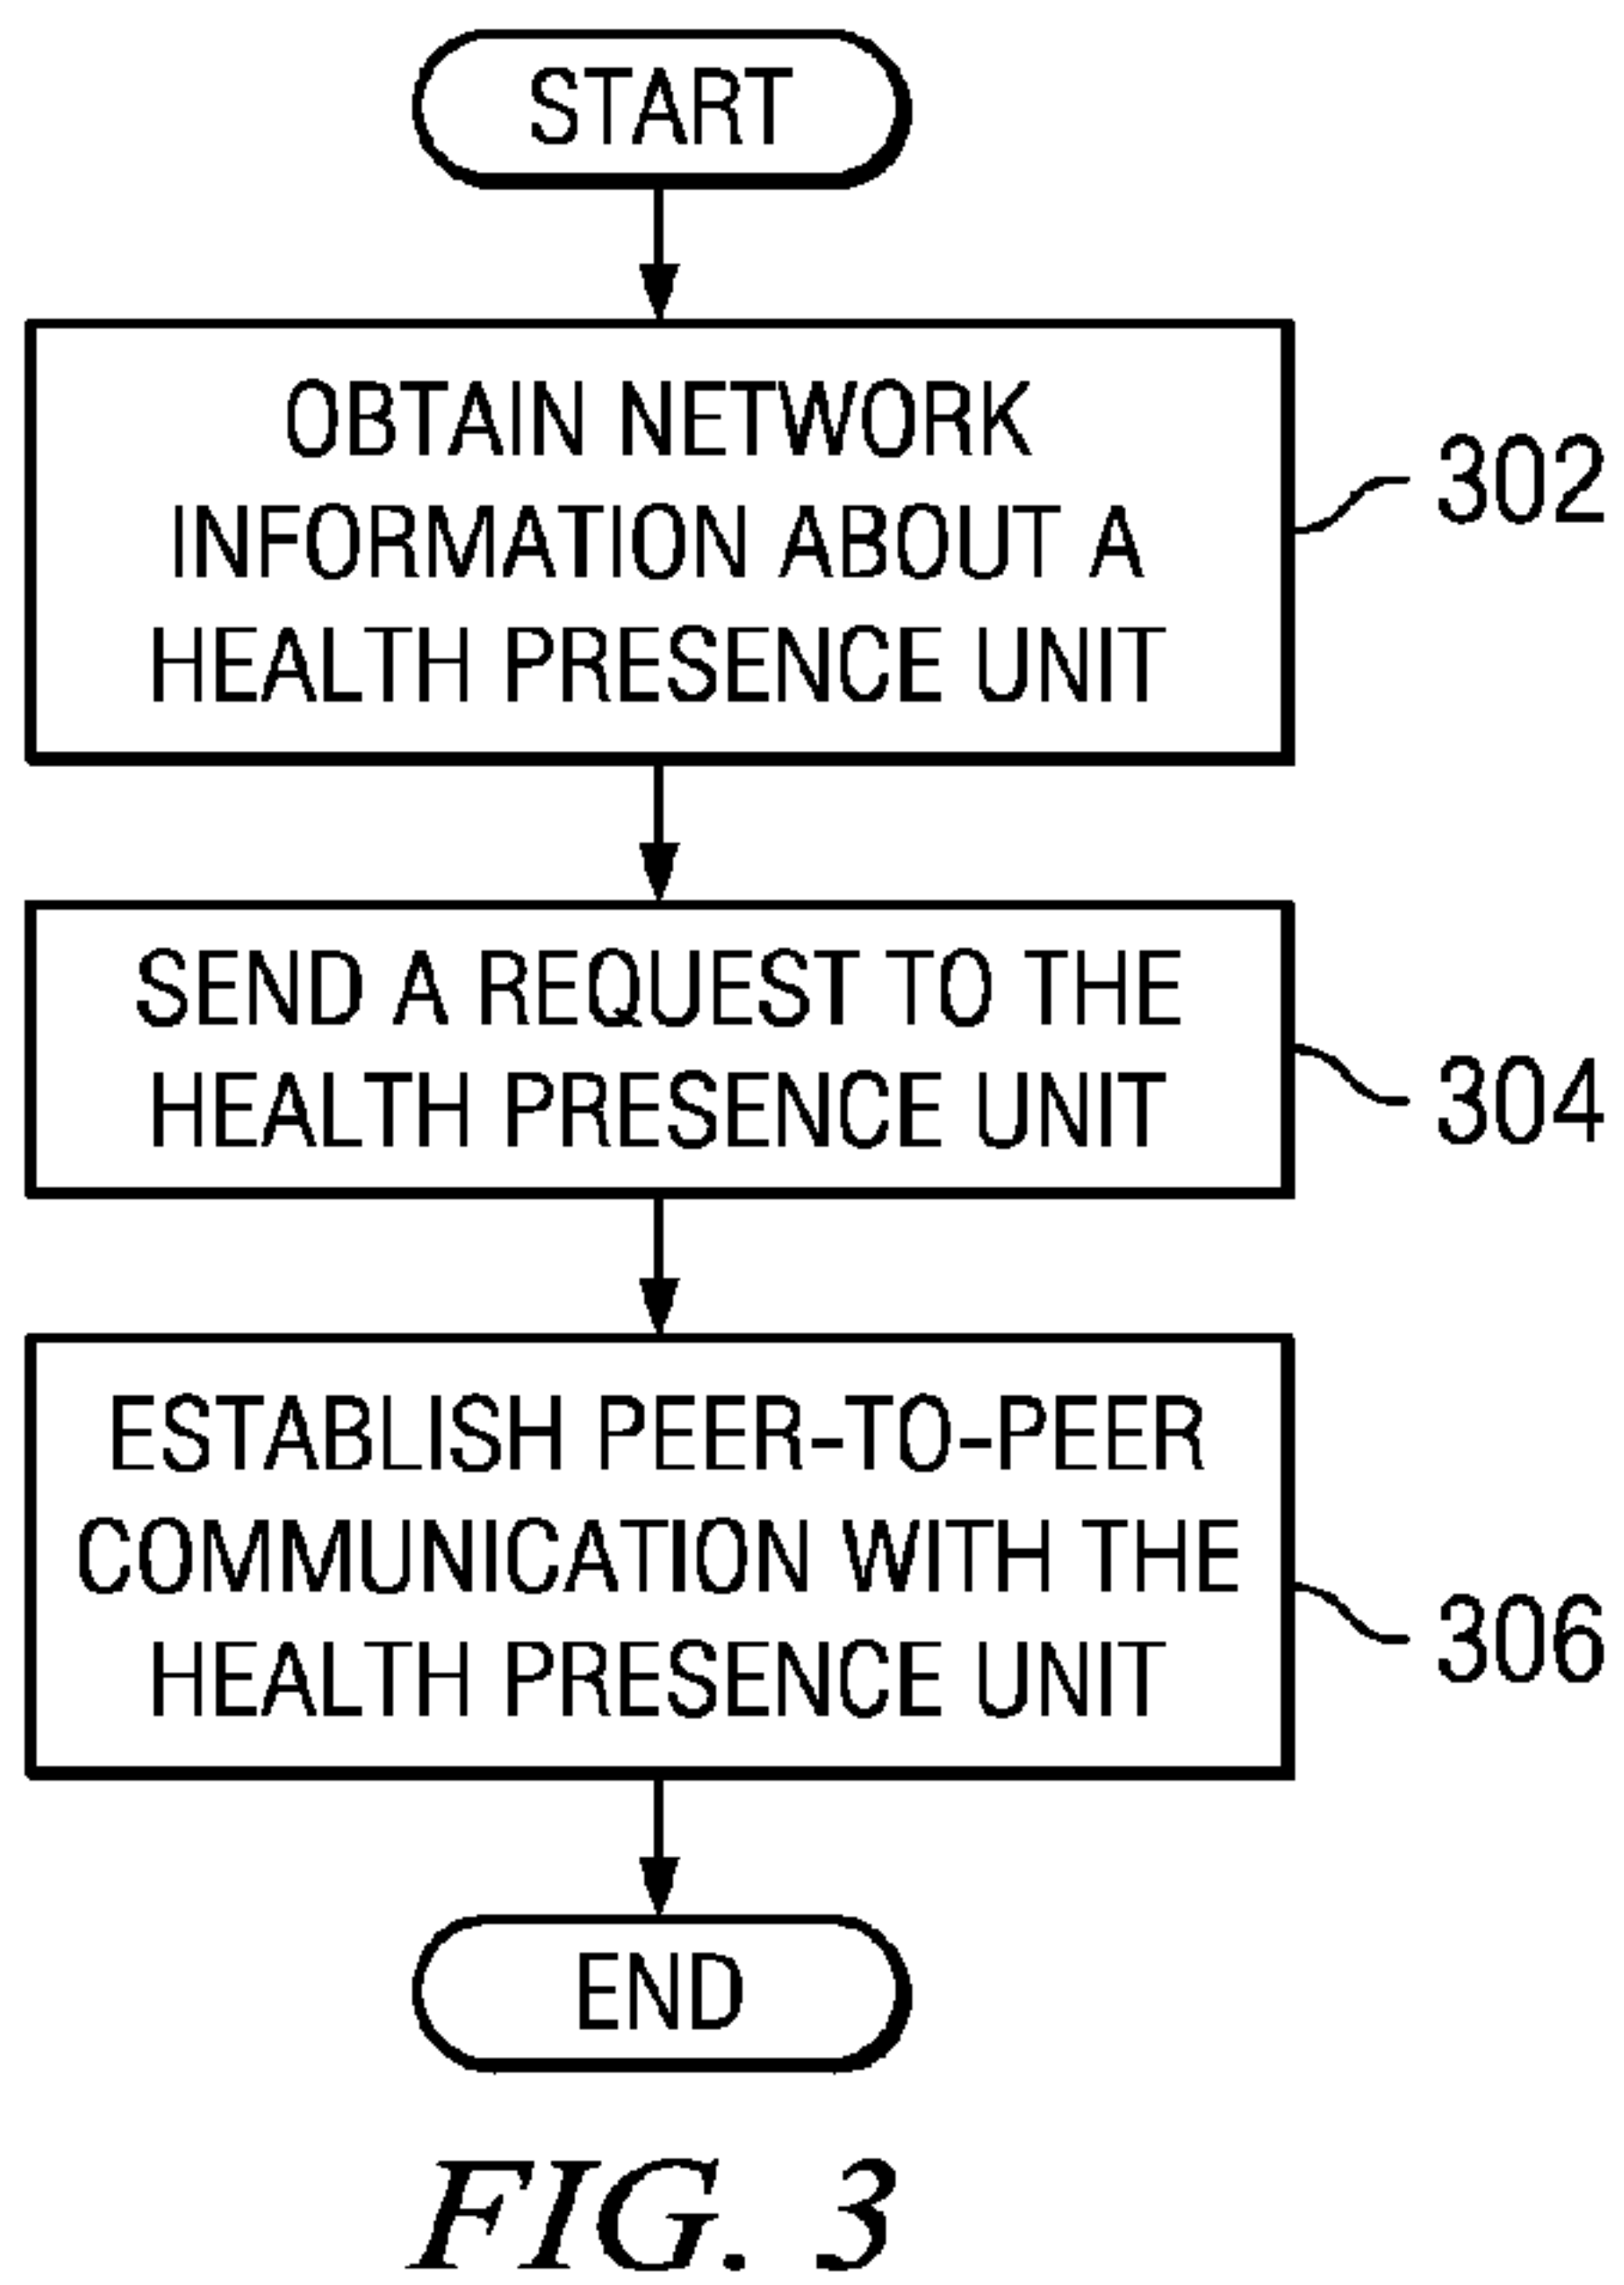 START
OBTAIN NETWORK
INFORMATION ABOUT A
HEALTH PRESENCE UNIT
302
SEND A REQUEST TO THE
HEALTH PRESENCE UNIT
304
ESTABLISH PEER-TO-PEER
COMMUNICATION WITH THE
HEALTH PRESENCE UNIT
306
END
FIG. 3